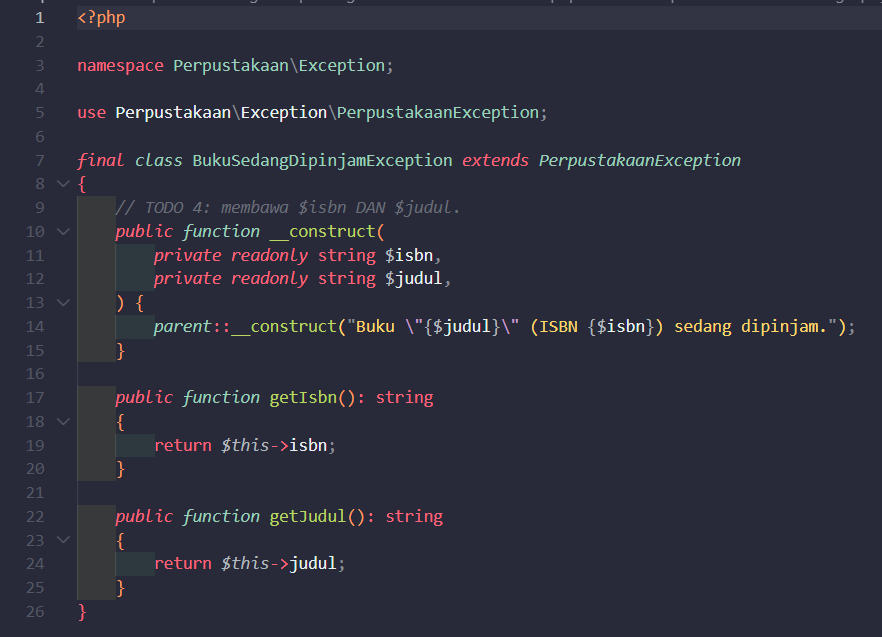 1 <?php
2
3 namespace Perpustakaan\Exception;
4
5 use Perpustakaan\Exception\PerpustakaanException;
6
7 final class BukuSedangDipinjamException extends PerpustakaanException
8 {
9     // TODO 4: membawa $isbn DAN $judul.
10     public function __construct(
11         private readonly string $isbn,
12         private readonly string $judul,
13     ) {
14         parent::__construct("Buku \"{$judul}\" (ISBN {$isbn}) sedang dipinjam.");
15     }
16
17     public function getIsbn(): string
18     {
19         return $this->isbn;
20     }
21
22     public function getJudul(): string
23     {
24         return $this->judul;
25     }
26 }